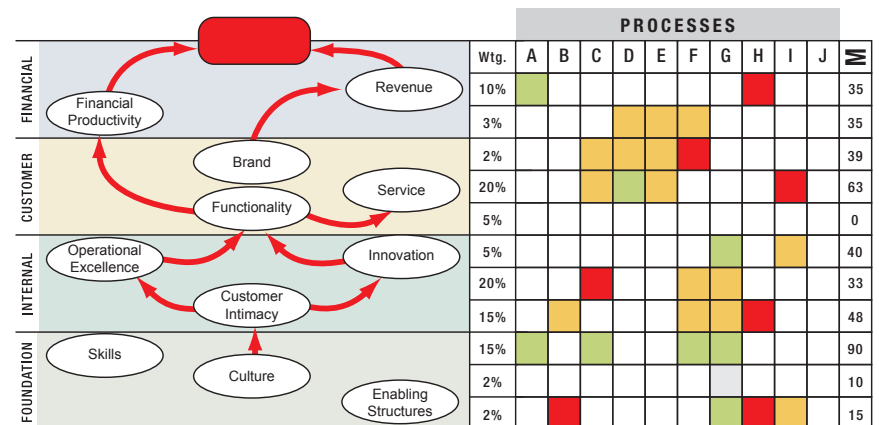 PROCESSES
Wtg. A B C D E F G H I J M
FINANCIAL
Revenue
Financial
Productivity
10% 35
3% 35
CUSTOMER
Brand
Service
Functionality
2% 39
20% 63
5% 0
INTERNAL
Operational
Excellence
Innovation
Customer
Intimacy
5% 40
20% 33
15% 48
FOUNDATION
Skills
Culture
Enabling
Structures
15% 90
2% 10
2% 15